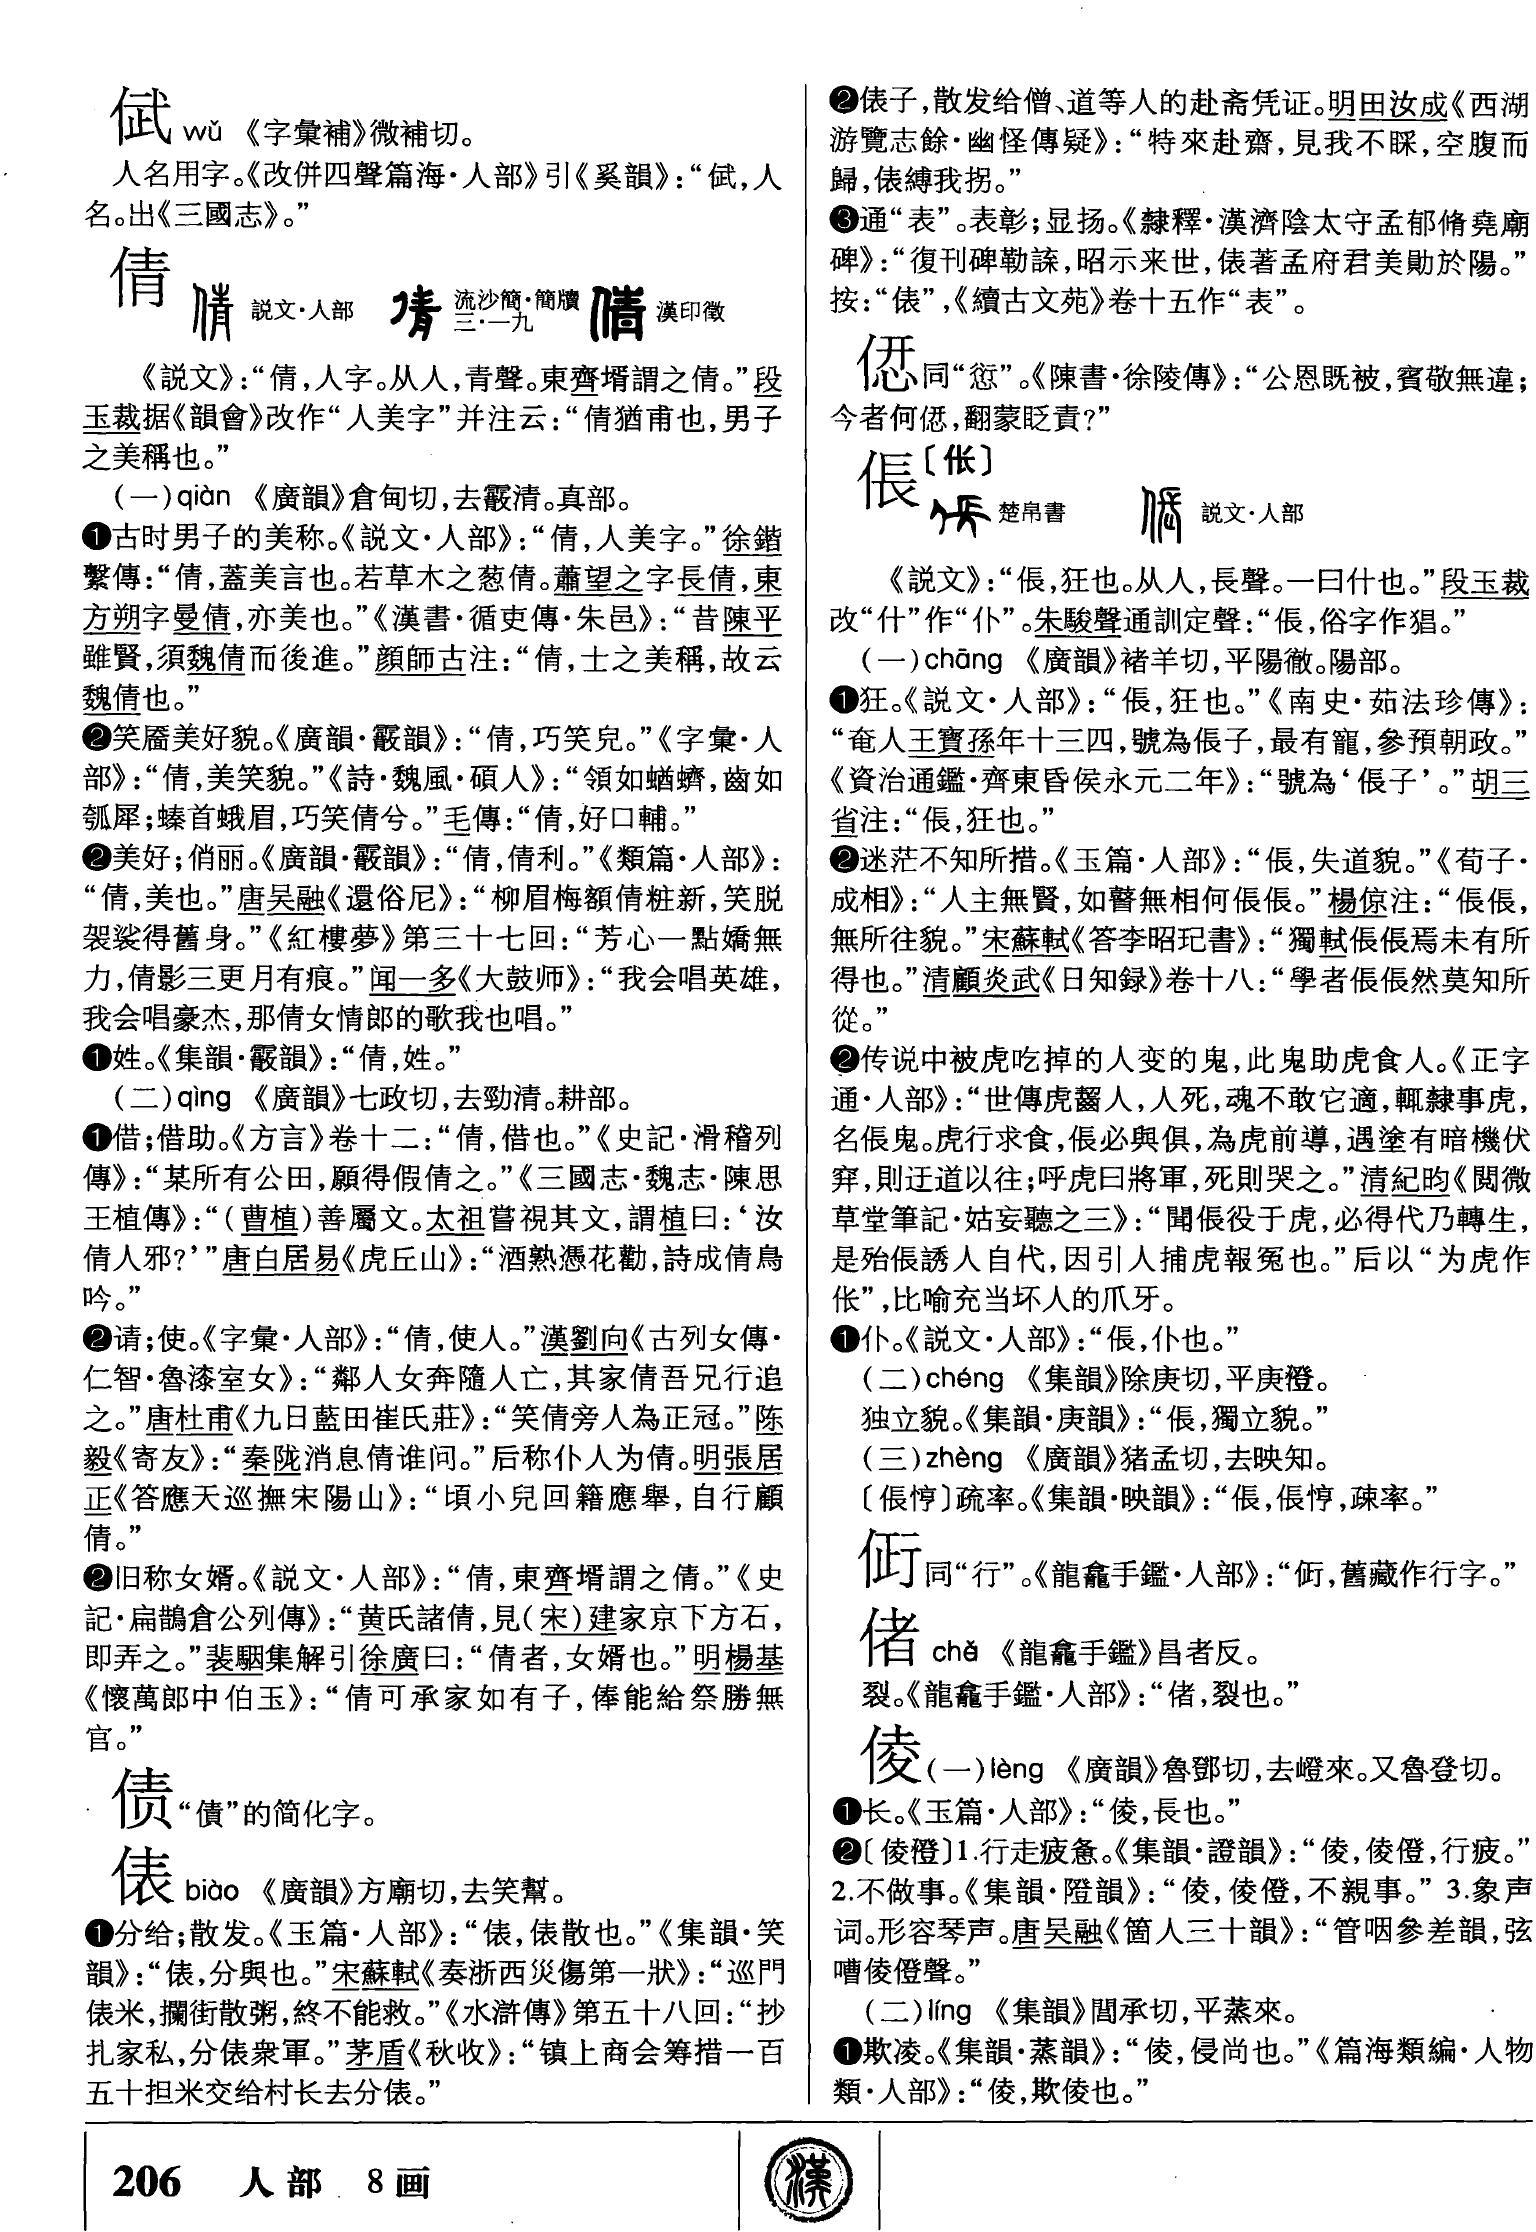 㑄 wǔ 《字彙補》微補切。
人名用字。《改併四聲篇海·人部》引《奚韻》：“㑄，人
名。出《三國志》。”
倩
説文·人部 流沙簡·簡牘 三·一九 漢印徵
《説文》：“倩，人字。从人，青聲。東齊壻謂之倩。”段
玉裁据《韻會》改作“人美字”并注云：“倩猶甫也，男子
之美稱也。”
（一）qiàn 《廣韻》倉甸切，去霰清。真部。
❶古时男子的美称。《説文·人部》：“倩，人美字。”徐鍇
繫傳：“倩，蓋美言也。若草木之葱倩。蕭望之字長倩，東
方朔字曼倩，亦美也。”《漢書·循吏傳·朱邑》：“昔陳平
雖賢，須魏倩而後進。”顔師古注：“倩，士之美稱，故云
魏倩也。”
❷笑靨美好貌。《廣韻·霰韻》：“倩，巧笑皃。”《字彙·人
部》：“倩，美笑貌。”《詩·魏風·碩人》：“領如蝤蠐，齒如
瓠犀；螓首蛾眉，巧笑倩兮。”毛傳：“倩，好口輔。”
❷美好；俏丽。《廣韻·霰韻》：“倩，倩利。”《類篇·人部》：
“倩，美也。”唐吴融《還俗尼》：“柳眉梅額倩粧新，笑脱
袈裟得舊身。”《紅樓夢》第三十七回：“芳心一點嬌無
力，倩影三更月有痕。”闻一多《大鼓师》：“我会唱英雄，
我会唱豪杰，那倩女情郎的歌我也唱。”
❶姓。《集韻·霰韻》：“倩，姓。”
（二）qìng 《廣韻》七政切，去勁清。耕部。
❶借；借助。《方言》卷十二：“倩，借也。”《史記·滑稽列
傳》：“某所有公田，願得假倩之。”《三國志·魏志·陳思
王植傳》：“（曹植）善屬文。太祖嘗視其文，謂植曰：‘汝
倩人邪？’”唐白居易《虎丘山》：“酒熟憑花勸，詩成倩鳥
吟。”
❷请；使。《字彙·人部》：“倩，使人。”漢劉向《古列女傳·
仁智·魯漆室女》：“鄰人女奔隨人亡，其家倩吾兄行追
之。”唐杜甫《九日藍田崔氏莊》：“笑倩旁人為正冠。”陈
毅《寄友》：“秦陇消息倩谁问。”后称仆人为倩。明張居
正《答應天巡撫宋陽山》：“頃小兒回籍應舉，自行顧
倩。”
❷旧称女婿。《説文·人部》：“倩，東齊壻謂之倩。”《史
記·扁鵲倉公列傳》：“黄氏諸倩，見（宋）建家京下方石，
即弄之。”裴駰集解引徐廣曰：“倩者，女婿也。”明楊基
《懷萬郎中伯玉》：“倩可承家如有子，俸能給祭勝無
官。”
债“債”的简化字。
俵 biào 《廣韻》方廟切，去笑幫。
❶分给；散发。《玉篇·人部》：“俵，俵散也。”《集韻·笑
韻》：“俵，分與也。”宋蘇軾《奏浙西災傷第一狀》：“巡門
俵米，攔街散粥，終不能救。”《水滸傳》第五十八回：“抄
扎家私，分俵衆軍。”茅盾《秋收》：“镇上商会筹措一百
五十担米交给村长去分俵。”
❷俵子，散发给僧、道等人的赴斋凭证。明田汝成《西湖
游覽志餘·幽怪傳疑》：“特來赴齋，見我不睬，空腹而
歸，俵縛我拐。”
❸通“表”。表彰；显扬。《隸釋·漢濟陰太守孟郁脩堯廟
碑》：“復刊碑勒誄，昭示来世，俵著孟府君美勛於陽。”
按：“俵”，《續古文苑》卷十五作“表”。
㑾同“愆”。《陳書·徐陵傳》：“公恩既被，賓敬無違；
今者何㑾，翻蒙眨責？”
倀〔伥〕
楚帛書 説文·人部
《説文》：“倀，狂也。从人，長聲。一曰什也。”段玉裁
改“什”作“仆”。朱駿聲通訓定聲：“倀，俗字作猖。”
（一）chāng 《廣韻》褚羊切，平陽徹。陽部。
❶狂。《説文·人部》：“倀，狂也。”《南史·茹法珍傳》：
“奄人王寶孫年十三四，號為倀子，最有寵，參預朝政。”
《資治通鑑·齊東昏侯永元二年》：“號為‘倀子’。”胡三
省注：“倀，狂也。”
❷迷茫不知所措。《玉篇·人部》：“倀，失道貌。”《荀子·
成相》：“人主無賢，如瞽無相何倀倀。”楊倞注：“倀倀，
無所往貌。”宋蘇軾《答李昭玘書》：“獨軾倀倀焉未有所
得也。”清顧炎武《日知録》卷十八：“學者倀倀然莫知所
從。”
❷传说中被虎吃掉的人变的鬼，此鬼助虎食人。《正字
通·人部》：“世傳虎齧人，人死，魂不敢它適，輒隸事虎，
名倀鬼。虎行求食，倀必與俱，為虎前導，遇塗有暗機伏
穽，則迂道以往；呼虎曰將軍，死則哭之。”清紀昀《閲微
草堂筆記·姑妄聽之三》：“聞倀役于虎，必得代乃轉生，
是殆倀誘人自代，因引人捕虎報冤也。”后以“为虎作
伥”，比喻充当坏人的爪牙。
❶仆。《説文·人部》：“倀，仆也。”
（二）chéng 《集韻》除庚切，平庚澄。
独立貌。《集韻·庚韻》：“倀，獨立貌。”
（三）zhèng 《廣韻》猪孟切，去映知。
〔倀悙〕疏率。《集韻·映韻》：“倀，倀悙，疎率。”
㑔同“行”。《龍龕手鑑·人部》：“㑔，舊藏作行字。”
偖 chě 《龍龕手鑑》昌者反。
裂。《龍龕手鑑·人部》：“偖，裂也。”
倰（一）lèng 《廣韻》魯鄧切，去嶝來。又魯登切。
❶长。《玉篇·人部》：“倰，長也。”
❷〔倰僜〕1.行走疲惫。《集韻·證韻》：“倰，倰僜，行疲。”
2.不做事。《集韻·隥韻》：“倰，倰僜，不親事。” 3.象声
词。形容琴声。唐吴融《箇人三十韻》：“管咽參差韻，弦
嘈倰僜聲。”
（二）líng 《集韻》閭承切，平蒸來。
❶欺凌。《集韻·蒸韻》：“倰，侵尚也。”《篇海類編·人物
類·人部》：“倰，欺倰也。”
206 人部 8画
漢